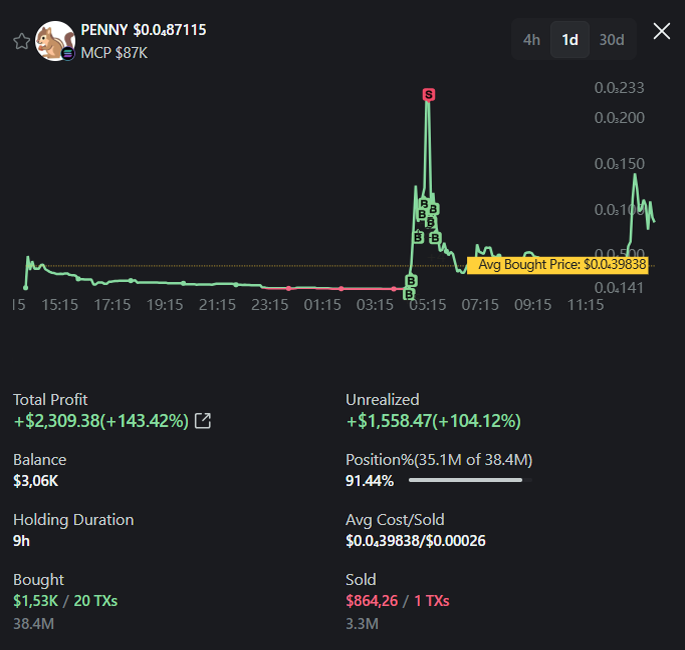 PENNY $0.0₄87115
MCP $87K
4h 1d 30d
0.0₃233
0.0₃200
S
0.0₃150
B
B
B
0.0₃100
B
B
B
0.0₄500
Avg Bought Price: $0.0₄39838
B
B
0.0₄141
15 15:15 17:15 19:15 21:15 23:15 01:15 03:15 05:15 07:15 09:15 11:15
Total Profit
+$2,309.38(+143.42%)
Unrealized
+$1,558.47(+104.12%)
Balance
$3,06K
Position%(35.1M of 38.4M)
91.44%
Holding Duration
9h
Avg Cost/Sold
$0.0₄39838/$0.00026
Bought
$1,53K / 20 TXs
38.4M
Sold
$864,26 / 1 TXs
3.3M